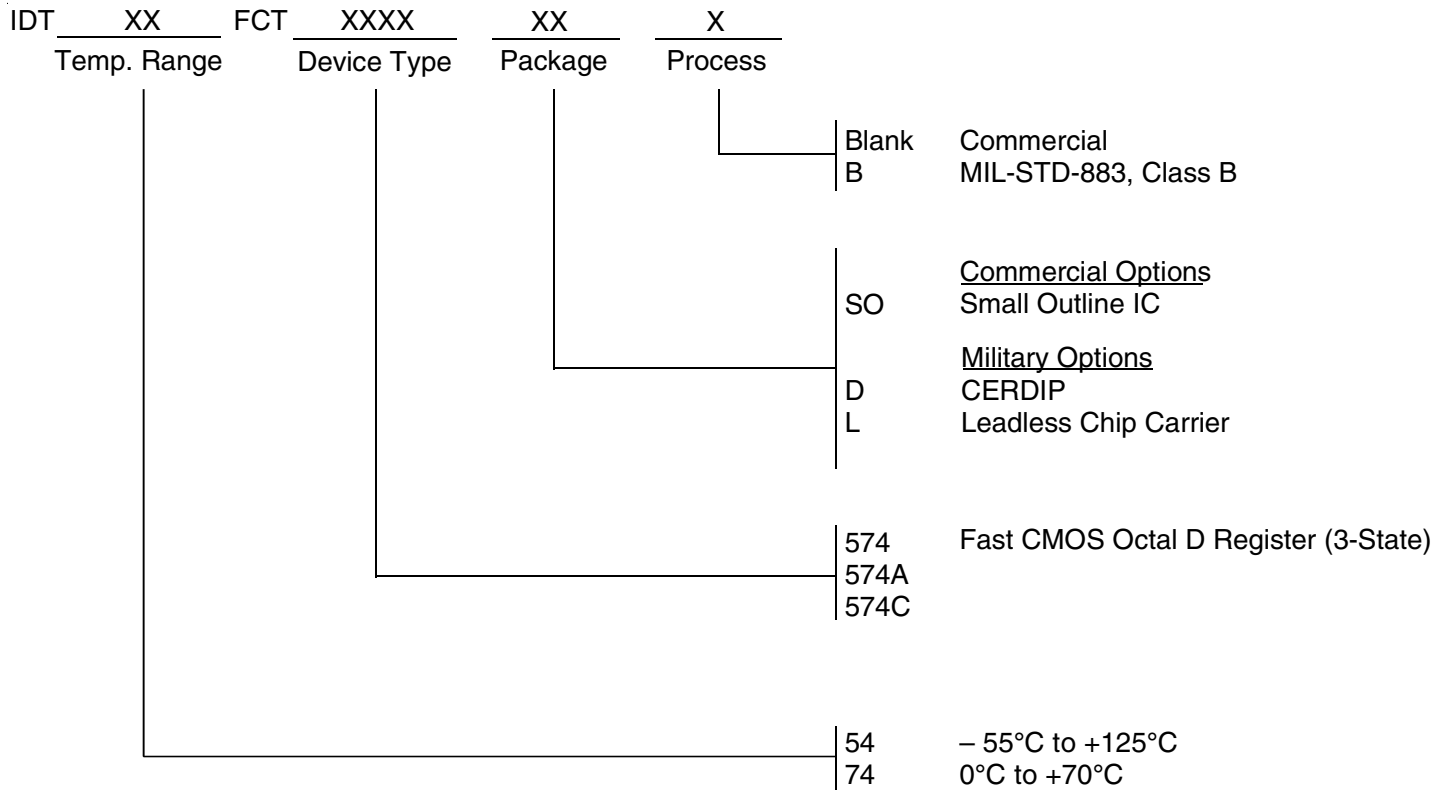 IDT XX FCT XXXX XX X
Temp. Range Device Type Package Process
Blank Commercial
B MIL-STD-883, Class B
Commercial Options
SO Small Outline IC
Military Options
D CERDIP
L Leadless Chip Carrier
574 Fast CMOS Octal D Register (3-State)
574A
574C
54 – 55°C to +125°C
74 0°C to +70°C